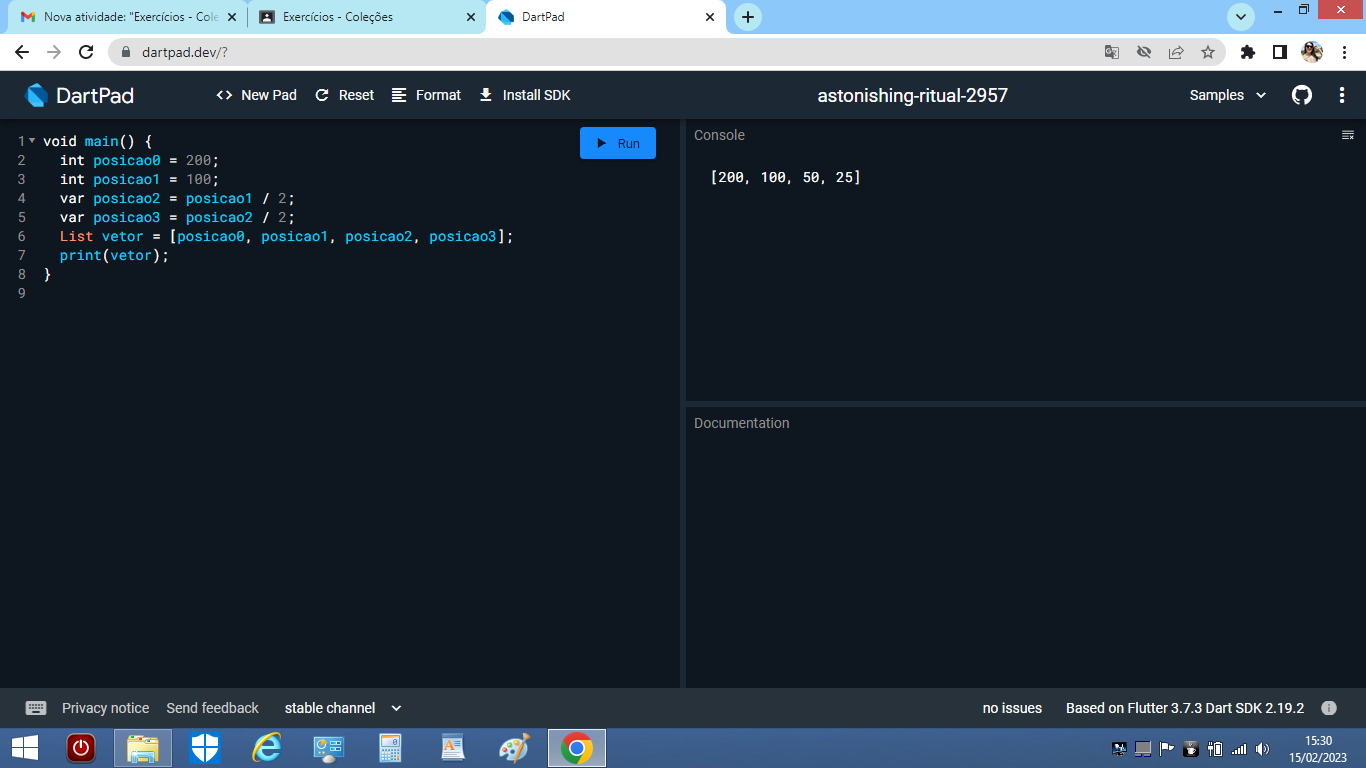 Nova atividade: "Exercícios - Cole
Exercícios - Coleções
DartPad
dartpad.dev/?
DartPad
New Pad
Reset
Format
Install SDK
astonishing-ritual-2957
Samples
1 void main() {
2 int posicao0 = 200;
3 int posicao1 = 100;
4 var posicao2 = posicao1 / 2;
5 var posicao3 = posicao2 / 2;
6 List vetor = [posicao0, posicao1, posicao2, posicao3];
7 print(vetor);
8 }
9
Run
Console
[200, 100, 50, 25]
Documentation
Privacy notice
Send feedback
stable channel
no issues
Based on Flutter 3.7.3 Dart SDK 2.19.2
15:30
15/02/2023